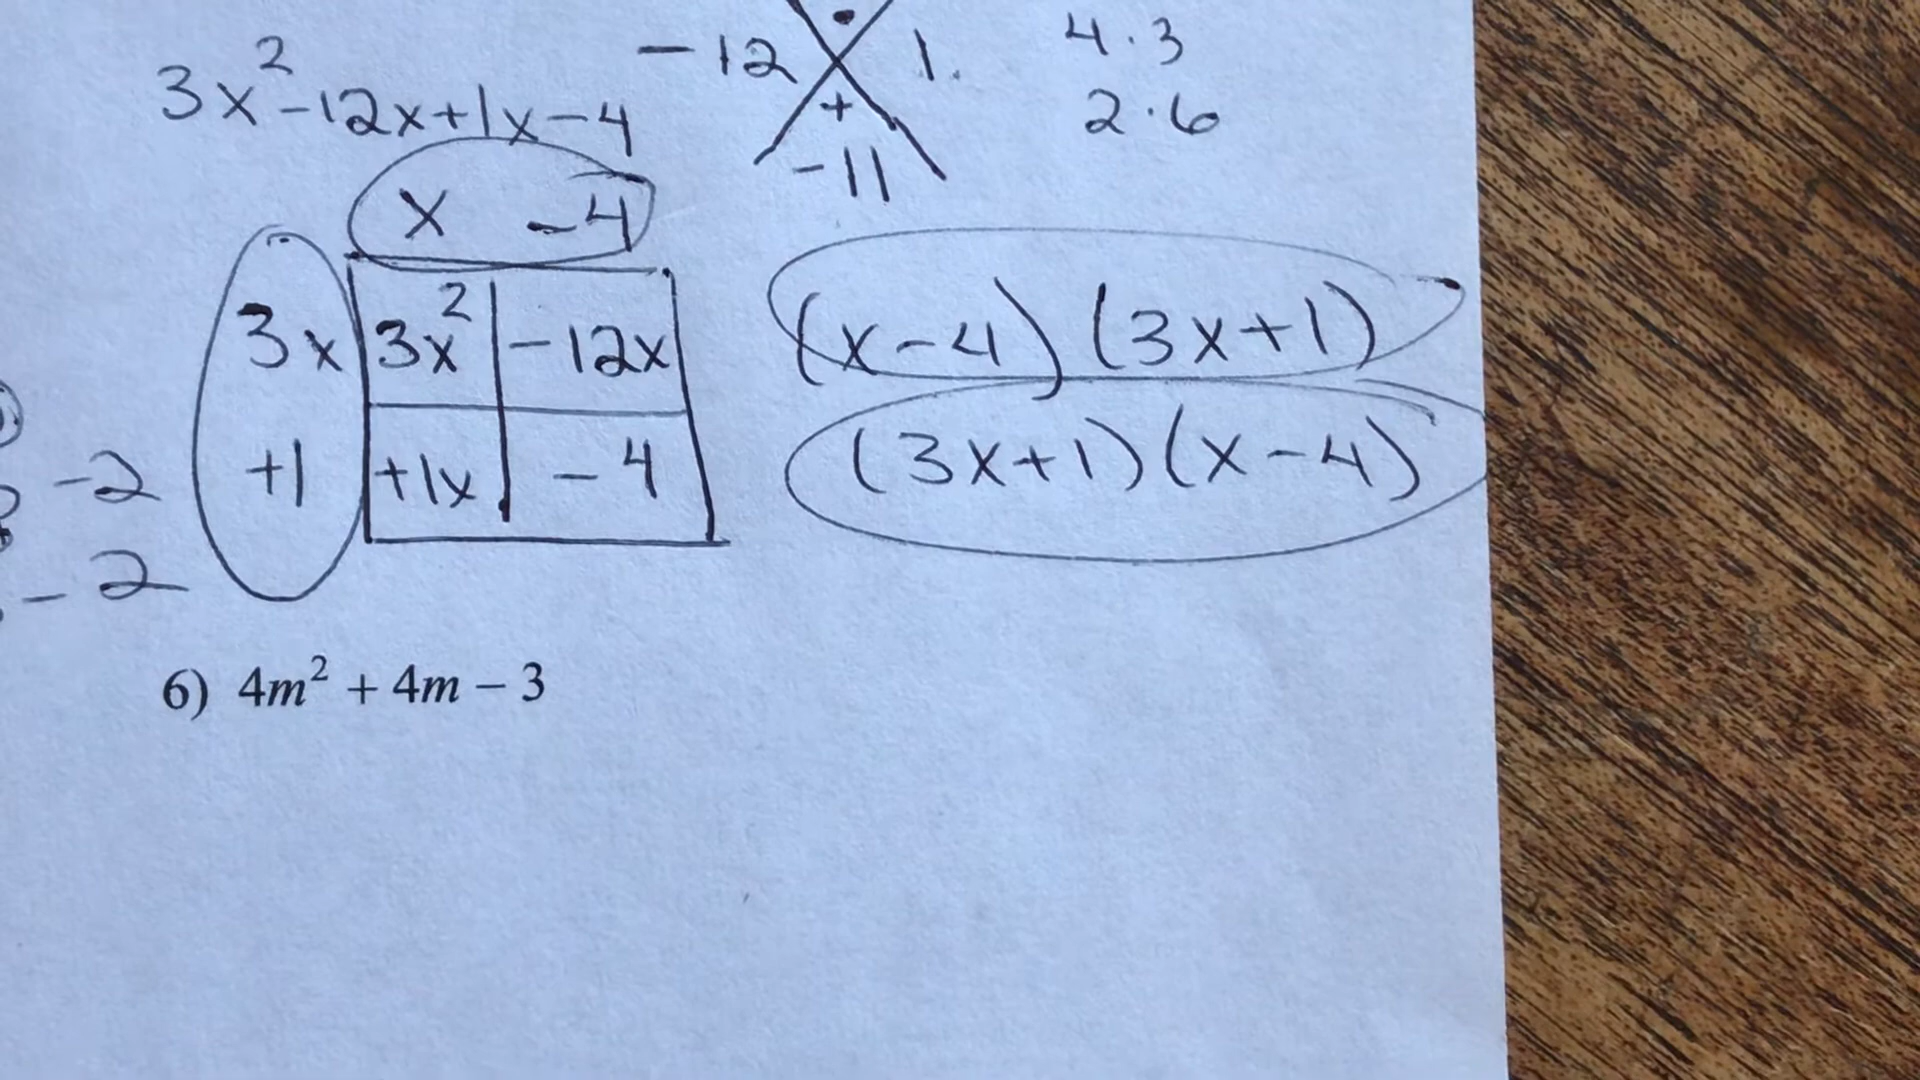 3x² - 12x + 1x - 4
-12 · 1
+
-11
4 · 3
2 · 6
x -4
3x 3x² -12x
+1 +1x -4
(x - 4) (3x + 1)
(3x + 1) (x - 4)
-2
-2
6) 4m² + 4m - 3